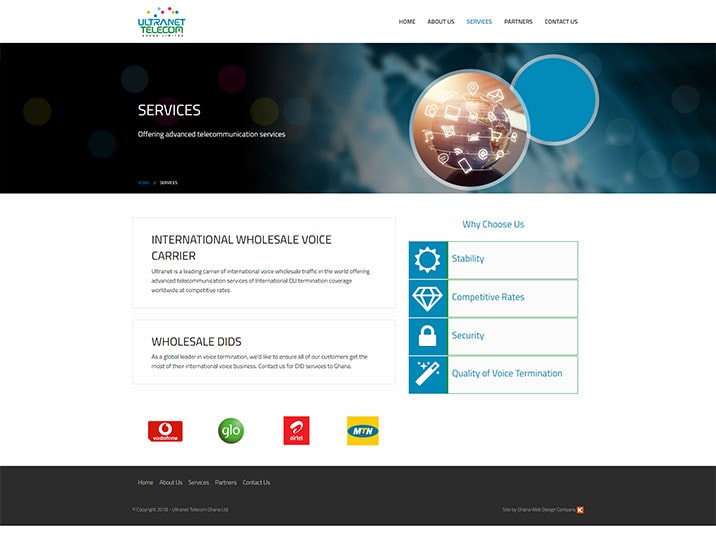 ULTRANET
TELECOM
GHANA LIMITED
HOME ABOUT US SERVICES PARTNERS CONTACT US
SERVICES
Offering advanced telecommunication services
HOME / SERVICES
INTERNATIONAL WHOLESALE VOICE
CARRIER
Ultranet is a leading carrier of international voice wholesale traffic in the world offering
advanced telecommunication services of International CLI termination coverage
worldwide at competitive rates.
WHOLESALE DIDS
As a global leader in voice termination, we'd like to ensure all of our customers get the
most of their international voice business. Contact us for DID services to Ghana.
Why Choose Us
Stability
Competitive Rates
Security
Quality of Voice Termination
vodafone
glo
airtel
MTN
Home About Us Services Partners Contact Us
© Copyright 2018 - Ultranet Telecom Ghana Ltd
Site by Ghana Web Design Company K